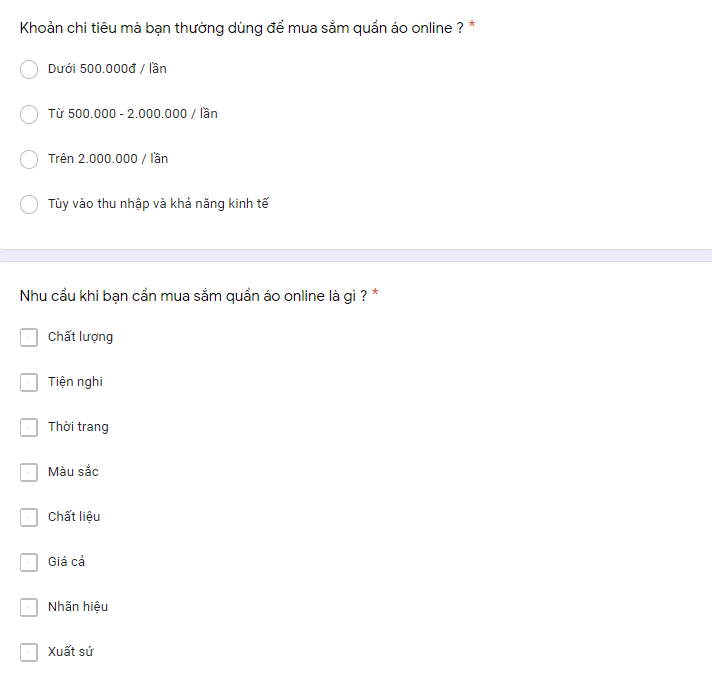 Khoản chi tiêu mà bạn thường dùng để mua sắm quần áo online ? *
Dưới 500.000đ / lần
Từ 500.000 - 2.000.000 / lần
Trên 2.000.000 / lần
Tùy vào thu nhập và khả năng kinh tế
Nhu cầu khi bạn cần mua sắm quần áo online là gì ? *
Chất lượng
Tiện nghi
Thời trang
Màu sắc
Chất liệu
Giá cả
Nhãn hiệu
Xuất sứ